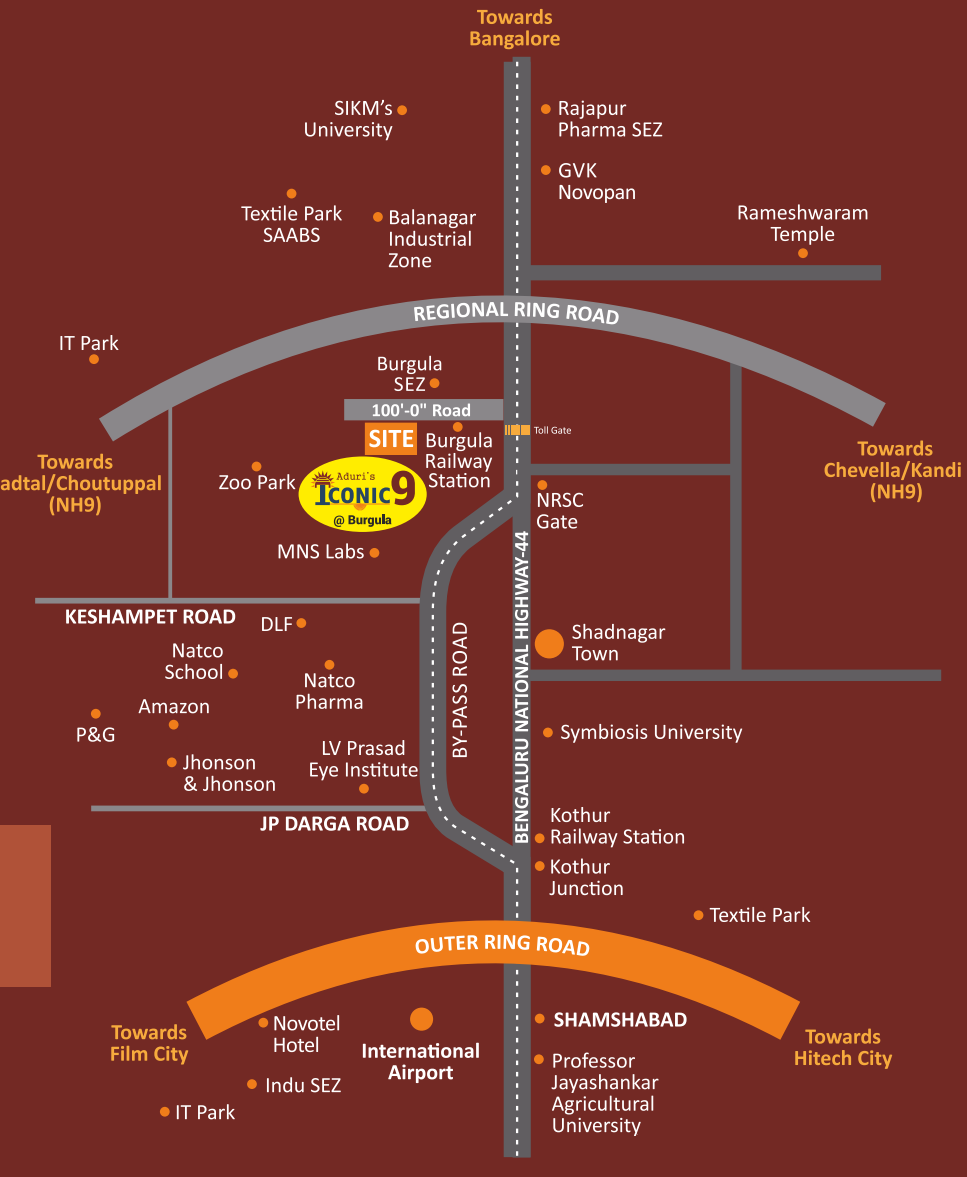 Towards
Bangalore
SIKM's
University
Rajapur
Pharma SEZ
GVK
Novopan
Textile Park
SAABS
Balanagar
Industrial
Zone
Rameshwaram
Temple
REGIONAL RING ROAD
IT Park
Burgula
SEZ
100'-0" Road
SITE
Burgula
Railway
Station
Toll Gate
Towards
adtal/Choutuppal
(NH9)
Towards
Chevella/Kandi
(NH9)
Zoo Park
Aduri's
ICONIC 9
@ Burgula
NRSC
Gate
MNS Labs
KESHAMPET ROAD
DLF
Natco
School
Natco
Pharma
Amazon
P&G
Jhonson
& Jhonson
LV Prasad
Eye Institute
JP DARGA ROAD
BY-PASS ROAD
BENGALURU NATIONAL HIGHWAY-44
Shadnagar
Town
Symbiosis University
Kothur
Railway Station
Kothur
Junction
Textile Park
OUTER RING ROAD
Towards
Film City
Novotel
Hotel
International
Airport
SHAMSHABAD
Towards
Hitech City
Indu SEZ
IT Park
Professor
Jayashankar
Agricultural
University